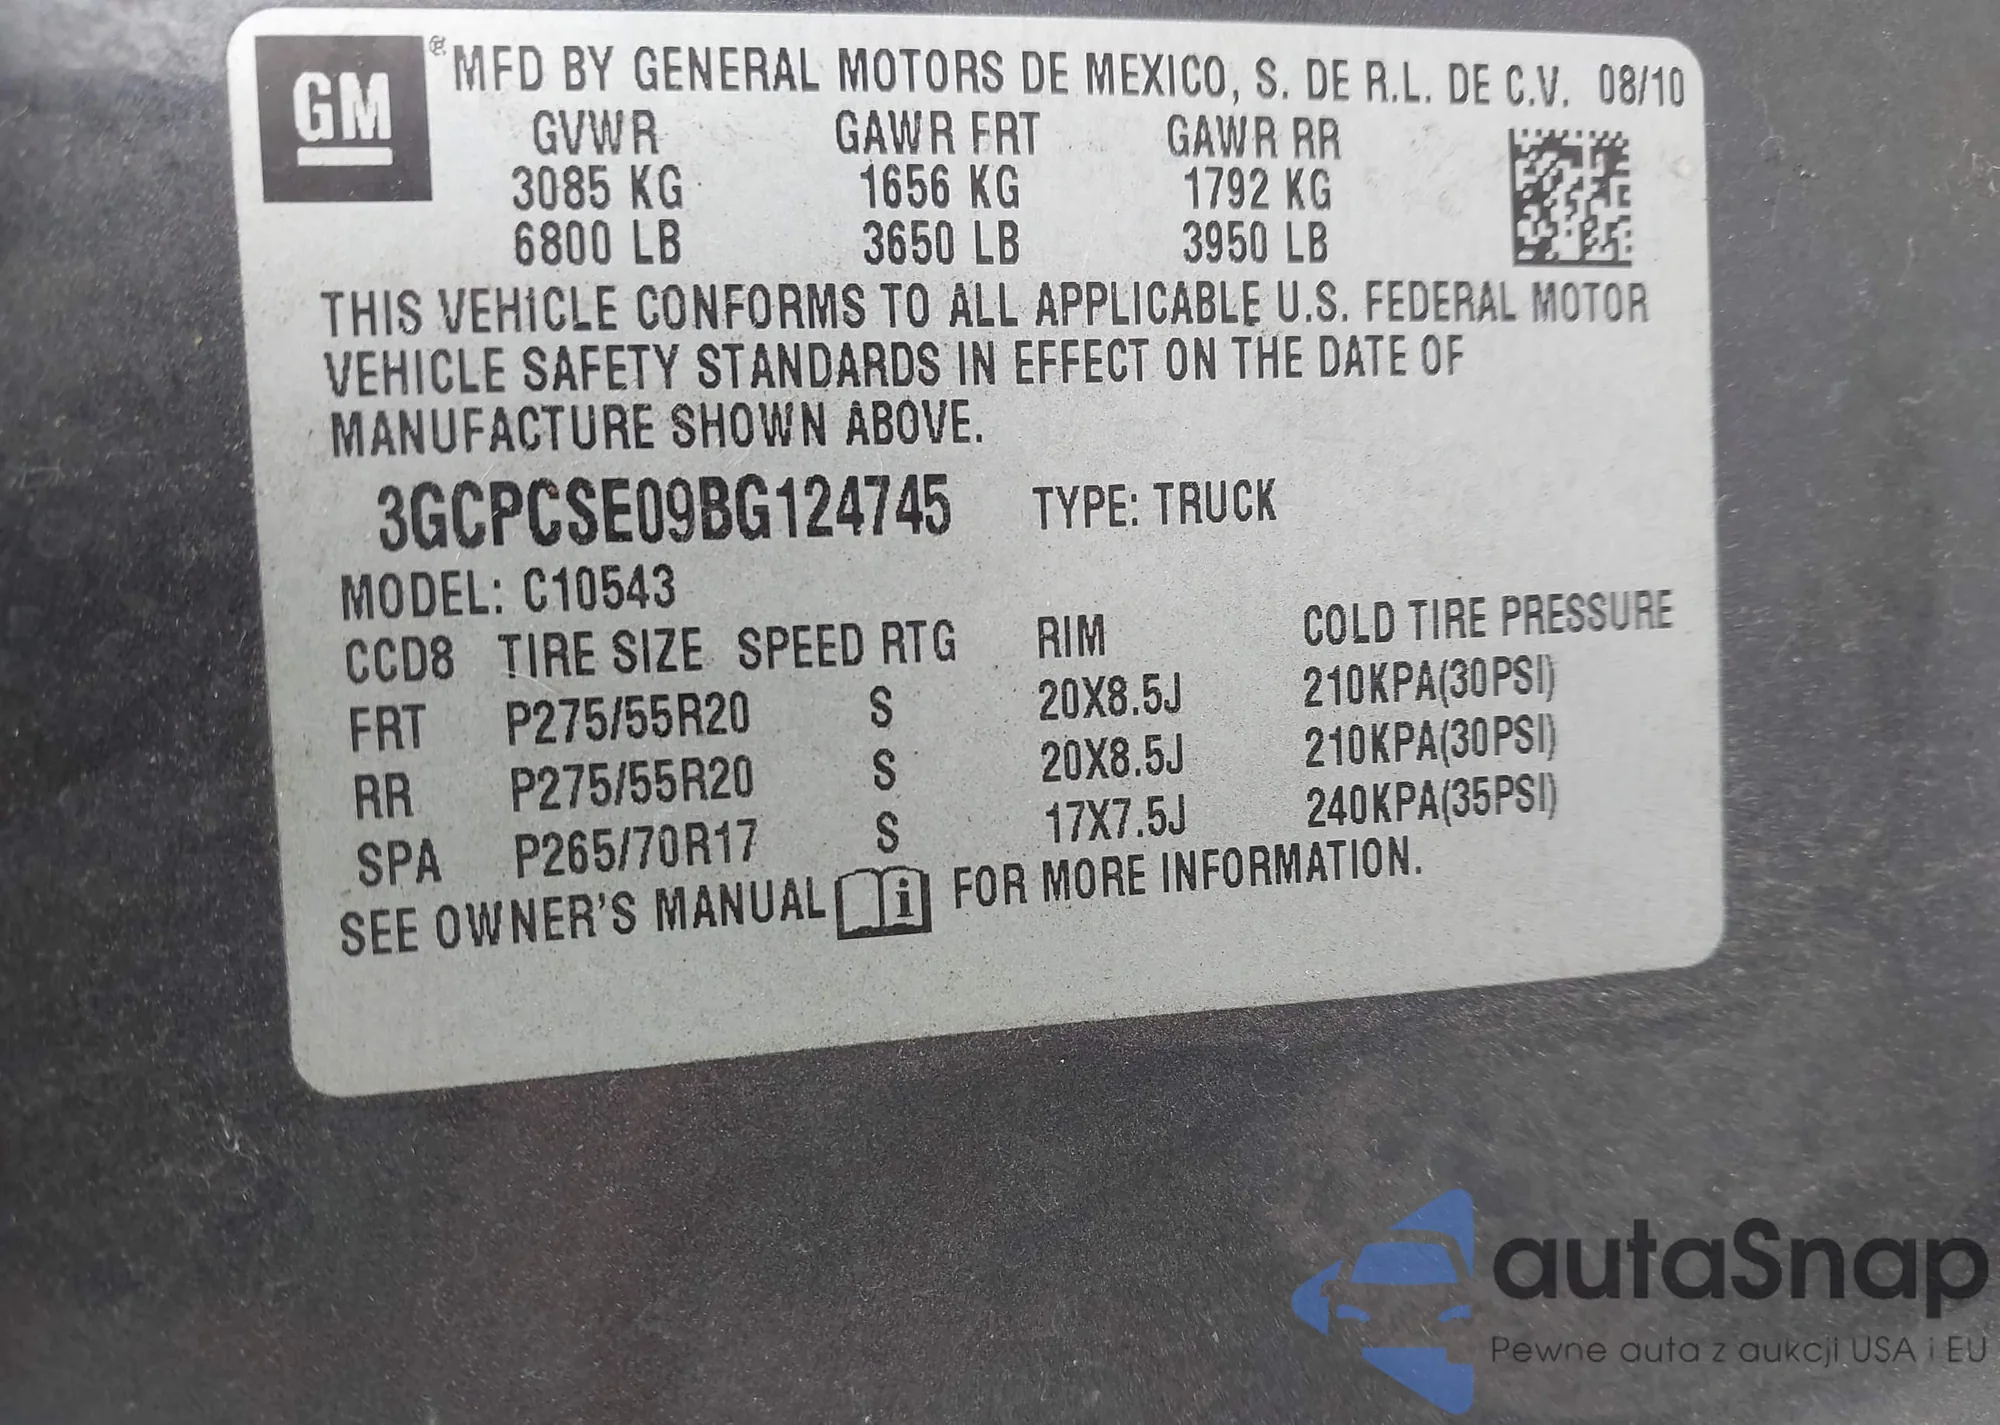 GM ® MFD BY GENERAL MOTORS DE MEXICO, S. DE R.L. DE C.V. 08/10
GVWR GAWR FRT GAWR RR
3085 KG 1656 KG 1792 KG
6800 LB 3650 LB 3950 LB
THIS VEHICLE CONFORMS TO ALL APPLICABLE U.S. FEDERAL MOTOR
VEHICLE SAFETY STANDARDS IN EFFECT ON THE DATE OF
MANUFACTURE SHOWN ABOVE.
3GCPCSE09BG124745 TYPE: TRUCK
MODEL: C10543
CCD8 TIRE SIZE SPEED RTG RIM COLD TIRE PRESSURE
FRT P275/55R20 S 20X8.5J 210KPA(30PSI)
RR P275/55R20 S 20X8.5J 210KPA(30PSI)
SPA P265/70R17 S 17X7.5J 240KPA(35PSI)
SEE OWNER'S MANUAL i FOR MORE INFORMATION.
autaSnap
Pewne auta z aukcji USA i EU